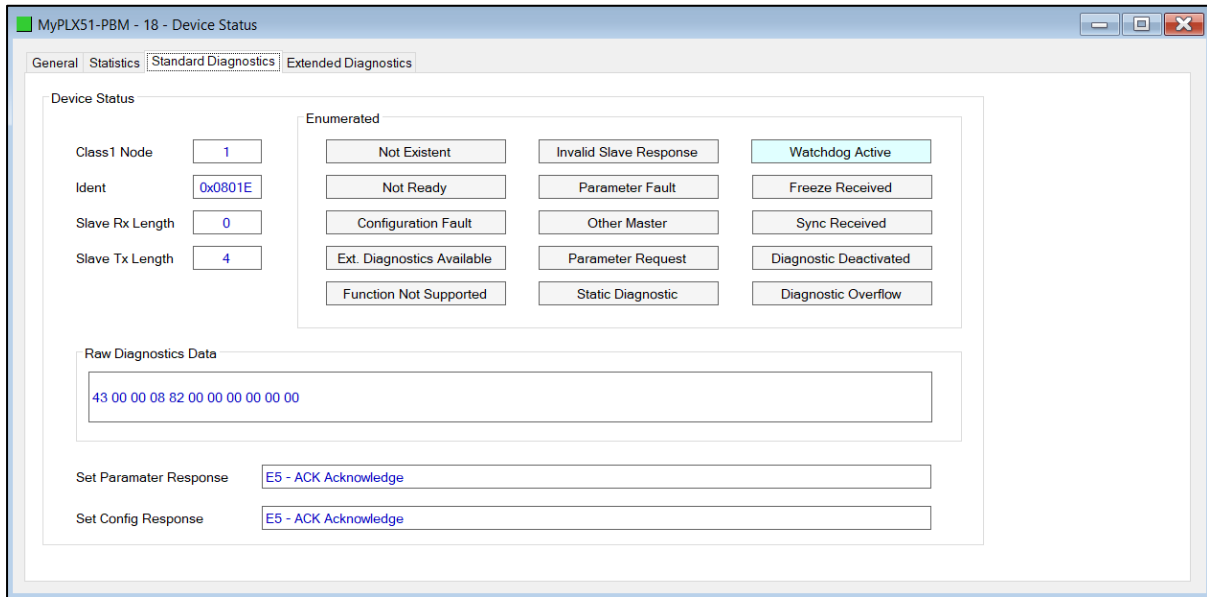 MyPLX51-PBM - 18 - Device Status
General Statistics Standard Diagnostics Extended Diagnostics
Device Status
Enumerated
Class1 Node 1 Not Existent Invalid Slave Response Watchdog Active
Ident 0x0801E Not Ready Parameter Fault Freeze Received
Slave Rx Length 0 Configuration Fault Other Master Sync Received
Slave Tx Length 4 Ext. Diagnostics Available Parameter Request Diagnostic Deactivated
Function Not Supported Static Diagnostic Diagnostic Overflow
Raw Diagnostics Data
43 00 00 08 82 00 00 00 00 00 00
Set Paramater Response E5 - ACK Acknowledge
Set Config Response E5 - ACK Acknowledge